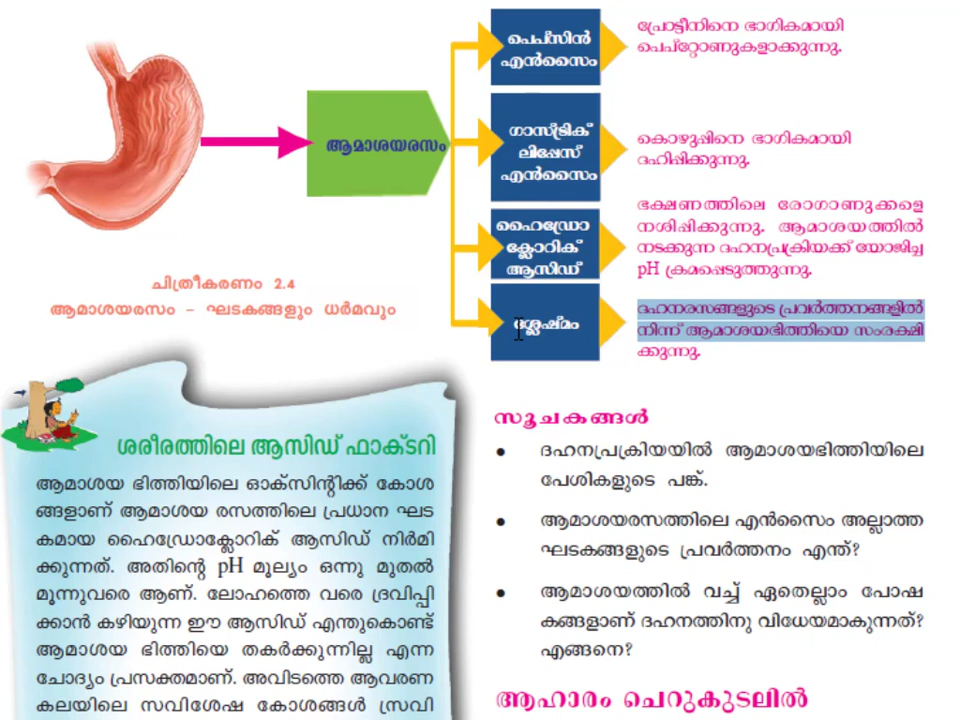 പെപ്സിൻ
എൻസൈം
പ്രോട്ടീനിനെ ഭാഗികമായി
പെപ്റ്റോണുകളാക്കുന്നു.
ആമാശയരസം
ഗാസ്ട്രിക്
ലിപ്പേസ്
എൻസൈം
കൊഴുപ്പിനെ ഭാഗികമായി
ദഹിപ്പിക്കുന്നു.
ഹൈഡ്രോ
ക്ലോറിക്
ആസിഡ്
ഭക്ഷണത്തിലെ രോഗാണുക്കളെ
നശിപ്പിക്കുന്നു. ആമാശയത്തിൽ
നടക്കുന്ന ദഹനപ്രക്രിയക്ക് യോജിച്ച
pH ക്രമപ്പെടുത്തുന്നു.
ശ്ലേഷ്മം
ദഹനരസങ്ങളുടെ പ്രവർത്തനങ്ങളിൽ
നിന്ന് ആമാശയഭിത്തിയെ സംരക്ഷി
ക്കുന്നു.
ചിത്രീകരണം 2.4
ആമാശയരസം - ഘടകങ്ങളും ധർമവും
ശരീരത്തിലെ ആസിഡ് ഫാക്ടറി
ആമാശയ ഭിത്തിയിലെ ഓക്സിന്റിക്ക് കോശ
ങ്ങളാണ് ആമാശയ രസത്തിലെ പ്രധാന ഘട
കമായ ഹൈഡ്രോക്ലോറിക് ആസിഡ് നിർമി
ക്കുന്നത്. അതിന്റെ pH മൂല്യം ഒന്നു മുതൽ
മൂന്നുവരെ ആണ്. ലോഹത്തെ വരെ ദ്രവിപ്പി
ക്കാൻ കഴിയുന്ന ഈ ആസിഡ് എന്തുകൊണ്ട്
ആമാശയ ഭിത്തിയെ തകർക്കുന്നില്ല എന്ന
ചോദ്യം പ്രസക്തമാണ്. അവിടത്തെ ആവരണ
കലയിലെ സവിശേഷ കോശങ്ങൾ സ്രവി
സൂചകങ്ങൾ
• ദഹനപ്രക്രിയയിൽ ആമാശയഭിത്തിയിലെ
പേശികളുടെ പങ്ക്.
• ആമാശയരസത്തിലെ എൻസൈം അല്ലാത്ത
ഘടകങ്ങളുടെ പ്രവർത്തനം എന്ത്?
• ആമാശയത്തിൽ വച്ച് ഏതെല്ലാം പോഷ
കങ്ങളാണ് ദഹനത്തിനു വിധേയമാകുന്നത്?
എങ്ങനെ?
ആഹാരം ചെറുകുടലിൽ